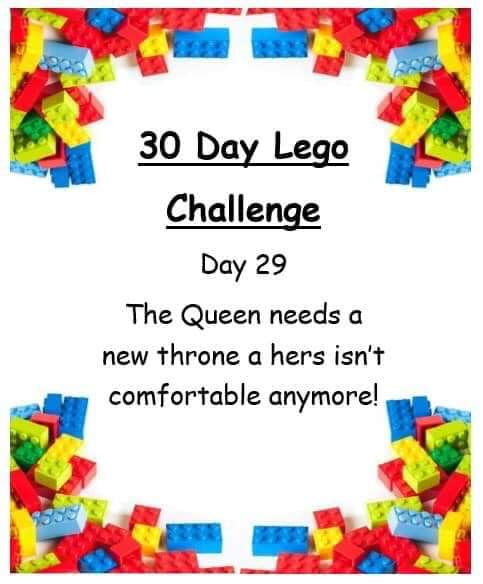 30 Day Lego
Challenge
Day 29
The Queen needs a
new throne a hers isn't
comfortable anymore!